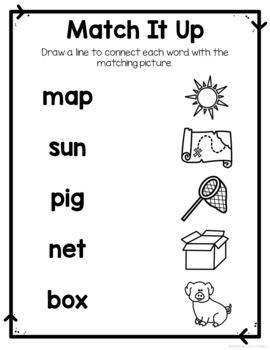 Match It Up
Draw a line to connect each word with the
matching picture.
map
sun
pig
net
box